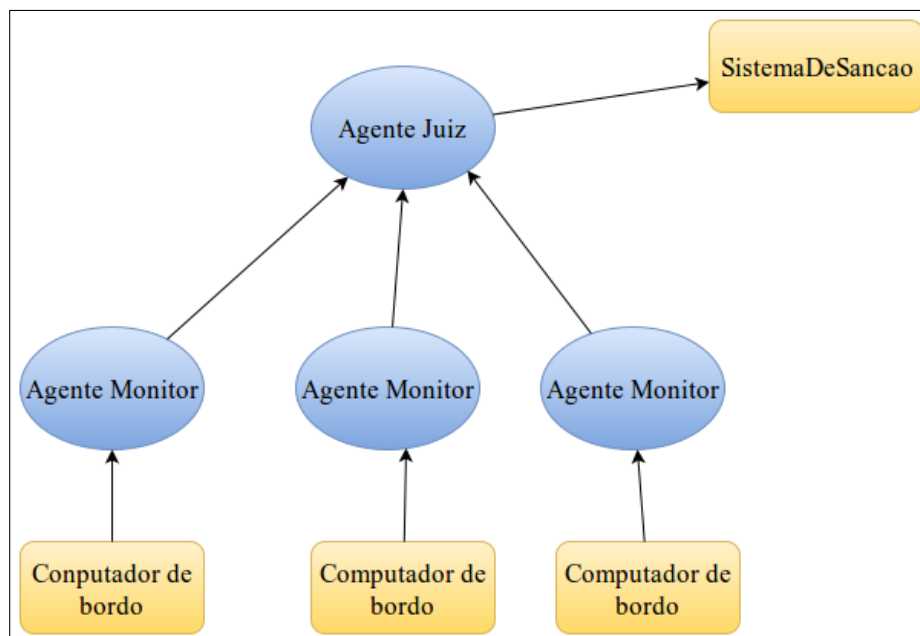 SistemaDeSancao
Agente Juiz
Agente Monitor
Agente Monitor
Agente Monitor
Conputador de
bordo
Computador de
bordo
Computador de
bordo